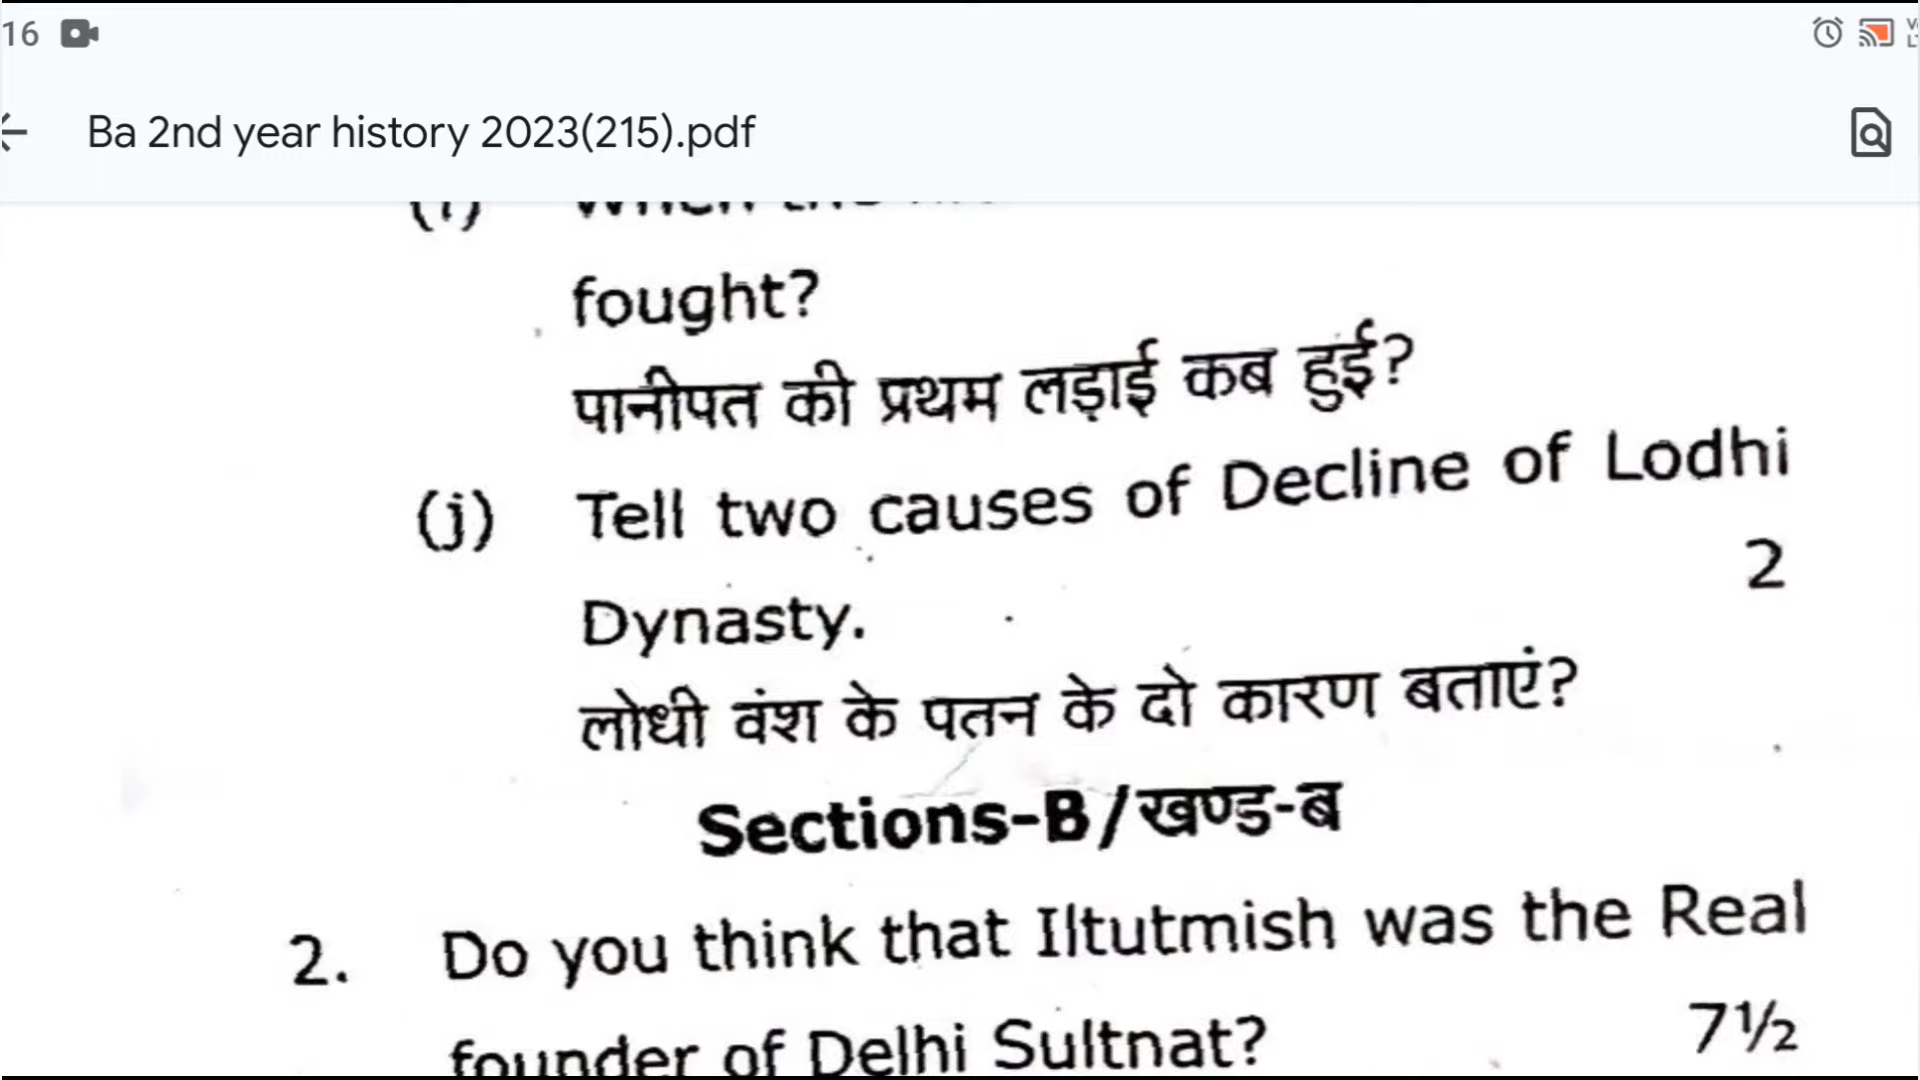 16
Ba 2nd year history 2023(215).pdf
(i) When the
fought?
पानीपत की प्रथम लड़ाई कब हुई?
(j) Tell two causes of Decline of Lodhi
Dynasty. 2
लोधी वंश के पतन के दो कारण बताएं?
Sections-B/खण्ड-ब
2. Do you think that Iltutmish was the Real
founder of Delhi Sultnat? 7½